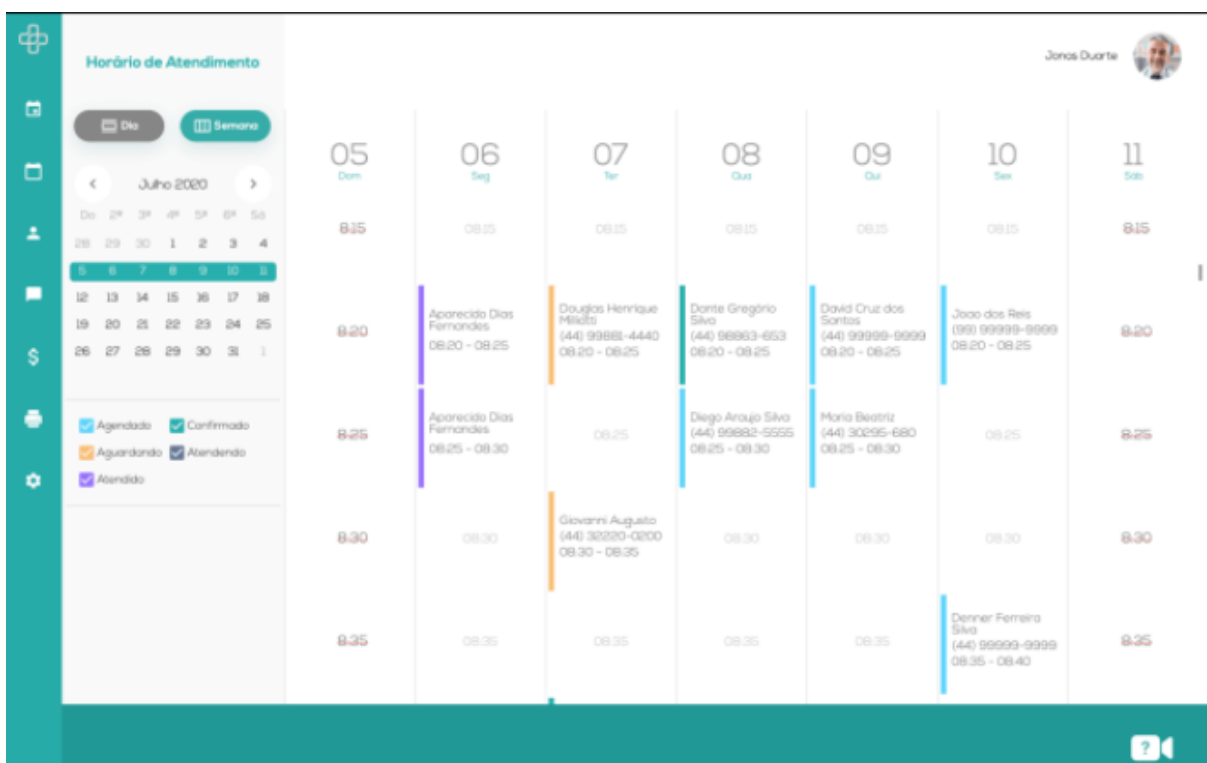 Jonas Duarte
Horário de Atendimento
Dia
Semana
Julho 2020
Do 2ª 3ª 4ª 5ª 6ª Sá
28 29 30 1 2 3 4
5 6 7 8 9 10 11
12 13 14 15 16 17 18
19 20 21 22 23 24 25
26 27 28 29 30 31 1
Agendado
Confirmado
Aguardando
Atendendo
Atendido
05 06 07 08 09 10 11
Dom Seg Ter Qua Qui Sex Sáb
8:15 08:15 08:15 08:15 08:15 08:15 8:15
8:20
Aparecida Dias
Fernandes
08:20 - 08:25
Douglas Henrique
(44) 99881-4440
08:20 - 08:25
Dante Gregório
Silva
(44) 98863-653
08:20 - 08:25
David Cruz dos
Santos
(44) 99999-9999
08:20 - 08:25
Joao dos Reis
(99) 99999-9999
08:20 - 08:25
8:20
8:25
Aparecida Dias
Fernandes
08:25 - 08:30
08:25
Diego Araujo Silva
(44) 99882-5555
08:25 - 08:30
Maria Beatriz
(44) 30295-680
08:25 - 08:30
08:25
8:25
8:30
08:30
Giovanni Augusto
(44) 32220-0200
08:30 - 08:35
08:30
08:30
08:30
8:30
8:35
08:35
08:35
08:35
08:35
Denner Ferreira
Silva
(44) 99999-9999
08:35 - 08:40
8:35